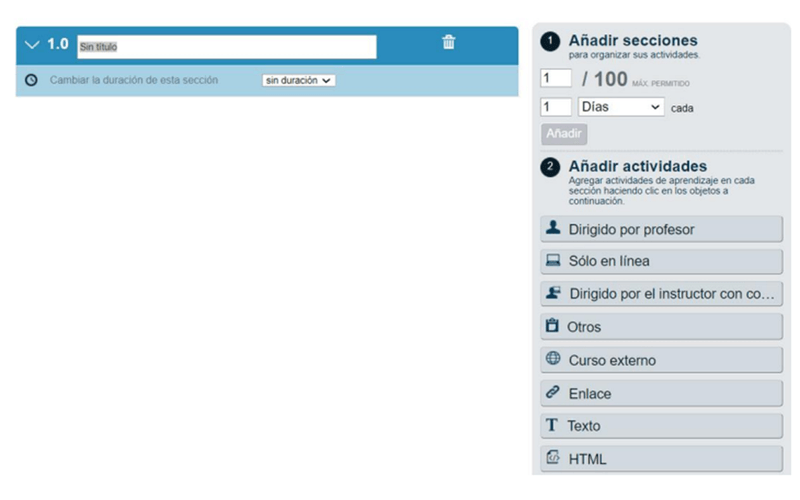 1.0 Sin título
Cambiar la duración de esta sección sin duración
1 Añadir secciones
para organizar sus actividades.
1 / 100 MÁX. PERMITIDO
1 Días cada
Añadir
2 Añadir actividades
Agregar actividades de aprendizaje en cada
sección haciendo clic en los objetos a
continuación.
Dirigido por profesor
Sólo en línea
Dirigido por el instructor con co...
Otros
Curso externo
Enlace
T Texto
HTML